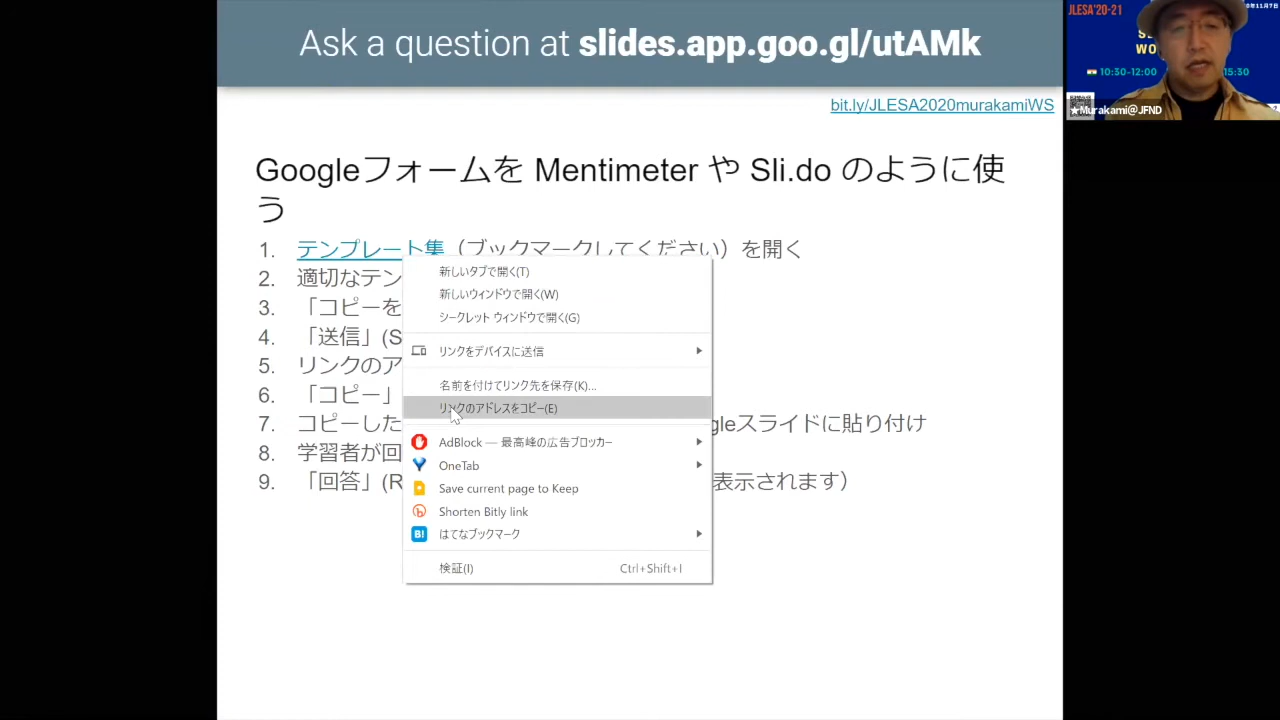 Ask a question at slides.app.goo.gl/utAMk
bit.ly/JLESA2020murakamiWS
Googleフォームを Mentimeter や Sli.do のように使
う
1. テンプレート集（ブックマークしてください）を開く
2. 適切なテン
3. 「コピーを
4. 「送信」(S
5. リンクのア
6. 「コピー」
7. コピーした
gleスライドに貼り付け
8. 学習者が回
9. 「回答」(R
表示されます）
新しいタブで開く(T)
新しいウィンドウで開く(W)
シークレット ウィンドウで開く(G)
リンクをデバイスに送信
名前を付けてリンク先を保存(K)...
リンクのアドレスをコピー(E)
AdBlock — 最高峰の広告ブロッカー
OneTab
Save current page to Keep
Shorten Bitly link
B! はてなブックマーク
検証(I) Ctrl+Shift+I
JLESA'20-21
WO
10:30-12:00
15:30
★Murakami@JFND